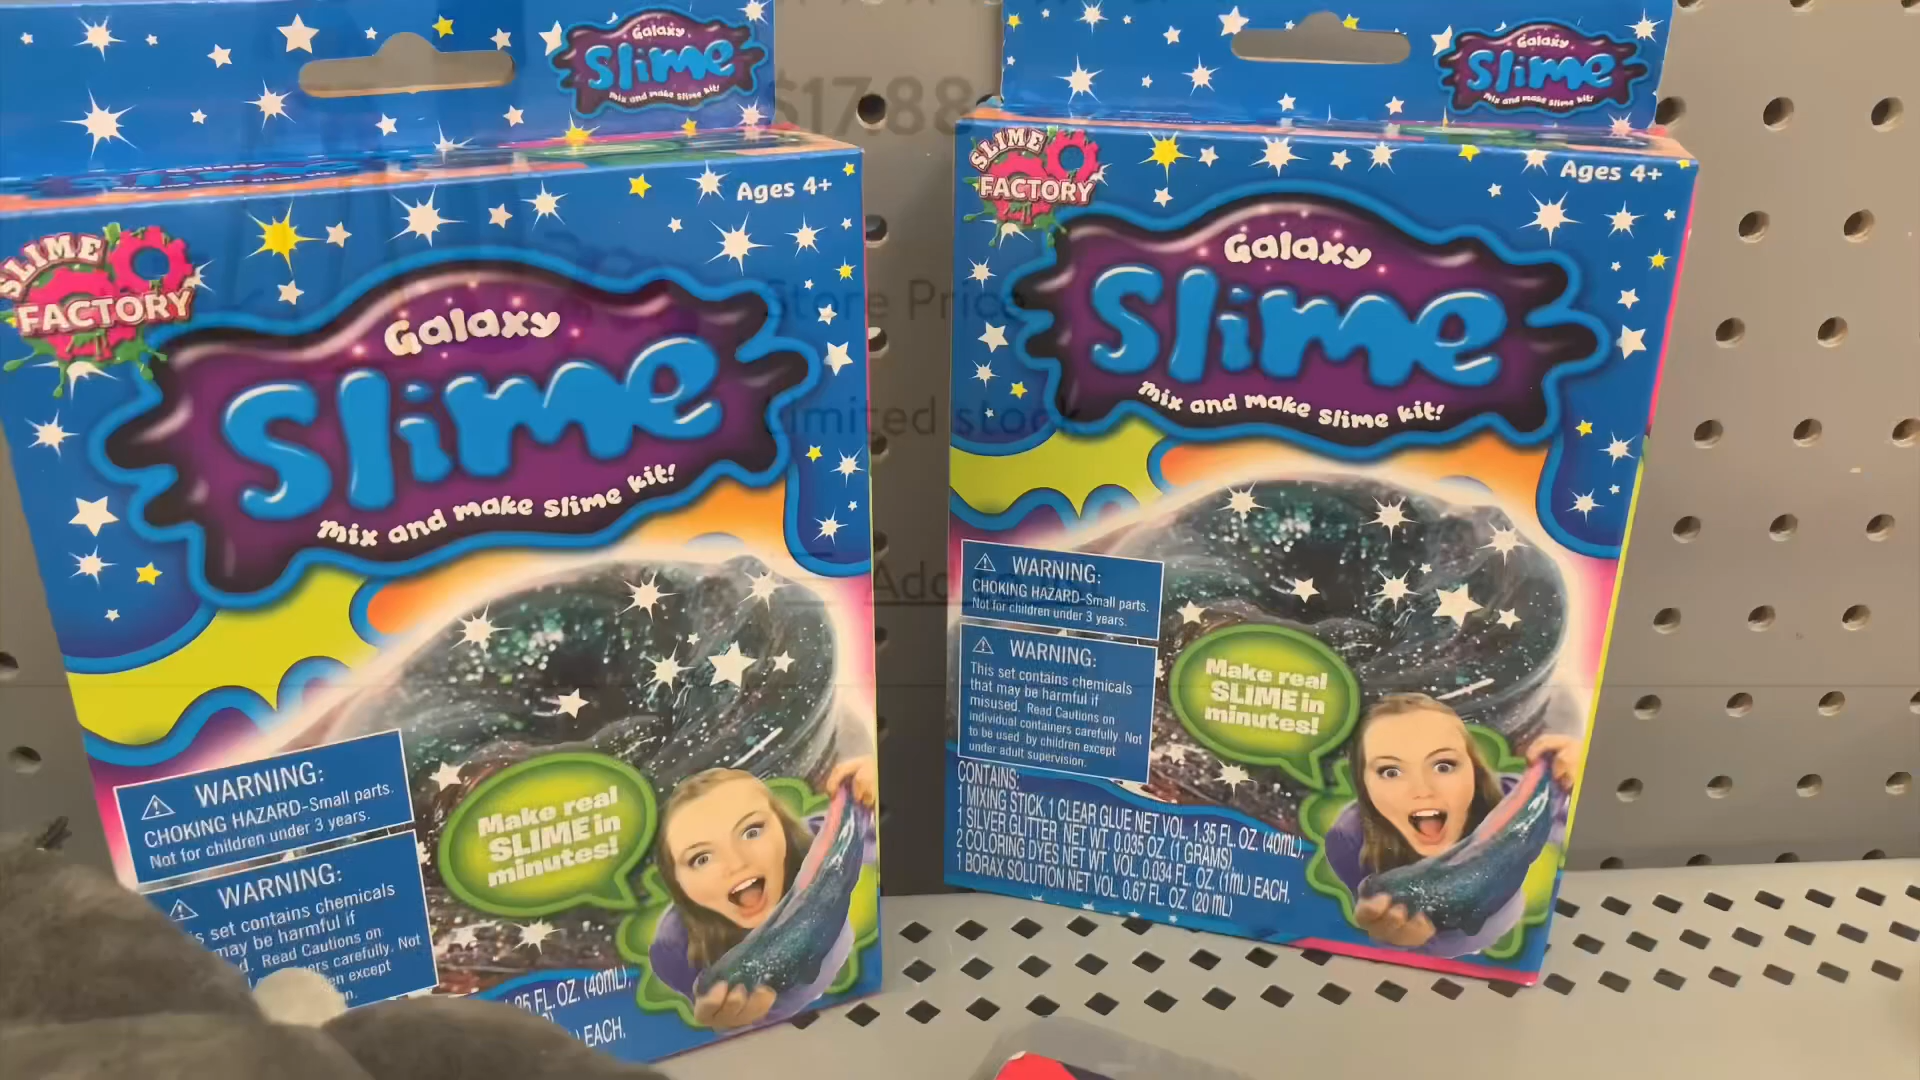 Galaxy
Slime
Mix and make slime kit!
Ages 4+
SLIME
FACTORY
Galaxy
Slime
Mix and make slime kit!
WARNING:
CHOKING HAZARD-Small parts.
Not for children under 3 years.
WARNING:
set contains chemicals
may be harmful if
Read Cautions on
carefully. Not
except
Make real
SLIME in
minutes!
FL. OZ. (40mL),
EACH,
$17.88
Store Price
Limited stock
Galaxy
Slime
Mix and make slime kit!
SLIME
FACTORY
Ages 4+
Galaxy
Slime
Mix and make slime kit!
WARNING:
CHOKING HAZARD-Small parts.
Not for children under 3 years.
WARNING:
This set contains chemicals
that may be harmful if
misused. Read Cautions on
individual containers carefully. Not
to be used by children except
under adult supervision.
Make real
SLIME in
minutes!
CONTAINS:
1 MIXING STICK, 1 CLEAR GLUE NET VOL. 1.35 FL. OZ. (40mL),
1 SILVER GLITTER NET WT. 0.035 OZ. (1 GRAMS),
2 COLORING DYES NET WT. VOL. 0.034 FL. OZ. (1mL) EACH,
1 BORAX SOLUTION NET VOL. 0.67 FL. OZ. (20 mL)